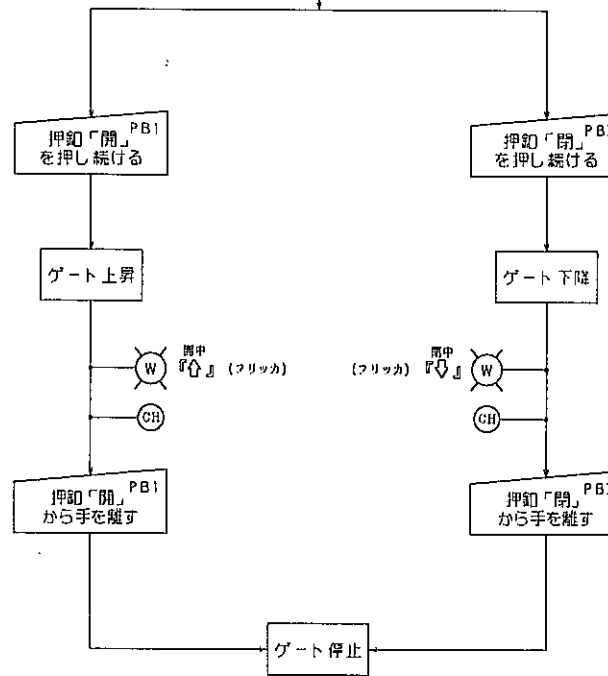 PB1
押釦「開」
を押し続ける
押釦「閉」
を押し続ける
ゲート上昇
ゲート下降
開中
W 『⇧』 (フリッカ)
閉中
(フリッカ) 『⇩』 W
CH
CH
PB1
押釦「開」
から手を離す
押釦「閉」
から手を離す
ゲート停止